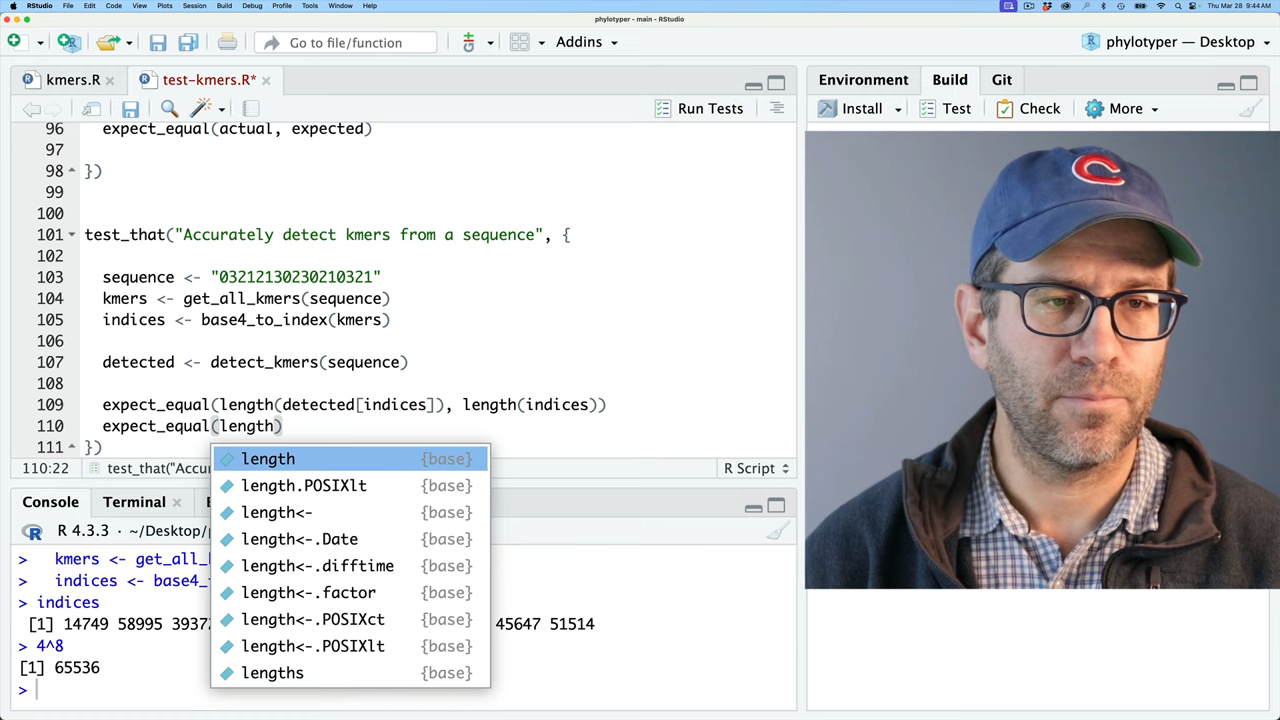 RStudio File Edit Code View Plots Session Build Debug Profile Tools Window Help Thu Mar 28 9:44 AM
phylotyper - main - RStudio
Go to file/function Addins phylotyper — Desktop
kmers.R test-kmers.R* Environment Build Git
Run Tests Install Test Check More
96 expect_equal(actual, expected)
97
98 })
99
100
101 test_that("Accurately detect kmers from a sequence", {
102
103 sequence <- "03212130230210321"
104 kmers <- get_all_kmers(sequence)
105 indices <- base4_to_index(kmers)
106
107 detected <- detect_kmers(sequence)
108
109 expect_equal(length(detected[indices]), length(indices))
110 expect_equal(length)
111 })
110:22 test_that("Accu R Script
length {base}
length.POSIXlt {base}
length<- {base}
length<-.Date {base}
length<-.difftime {base}
length<-.factor {base}
length<-.POSIXct {base}
length<-.POSIXlt {base}
lengths {base}
Console Terminal
R 4.3.3 · ~/Desktop/
> kmers <- get_all_
> indices <- base4_t
> indices
[1] 14749 58995 3937 45647 51514
> 4^8
[1] 65536
>
C